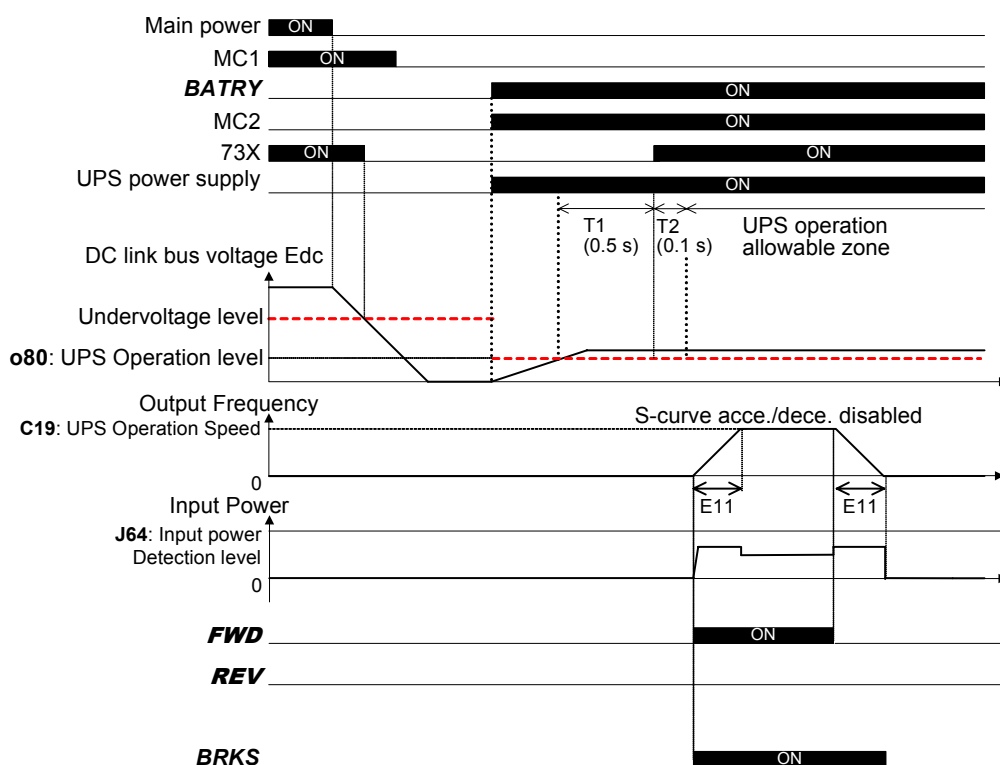 Main power
ON
MC1
ON
BATRY
ON
MC2
ON
73X
ON
ON
UPS power supply
ON
T1
(0.5 s)
T2
(0.1 s)
UPS operation
allowable zone
DC link bus voltage Edc
Undervoltage level
o80: UPS Operation level
Output Frequency
S-curve acce./dece. disabled
C19: UPS Operation Speed
0
E11
E11
Input Power
J64: Input power
Detection level
0
FWD
ON
REV
BRKS
ON